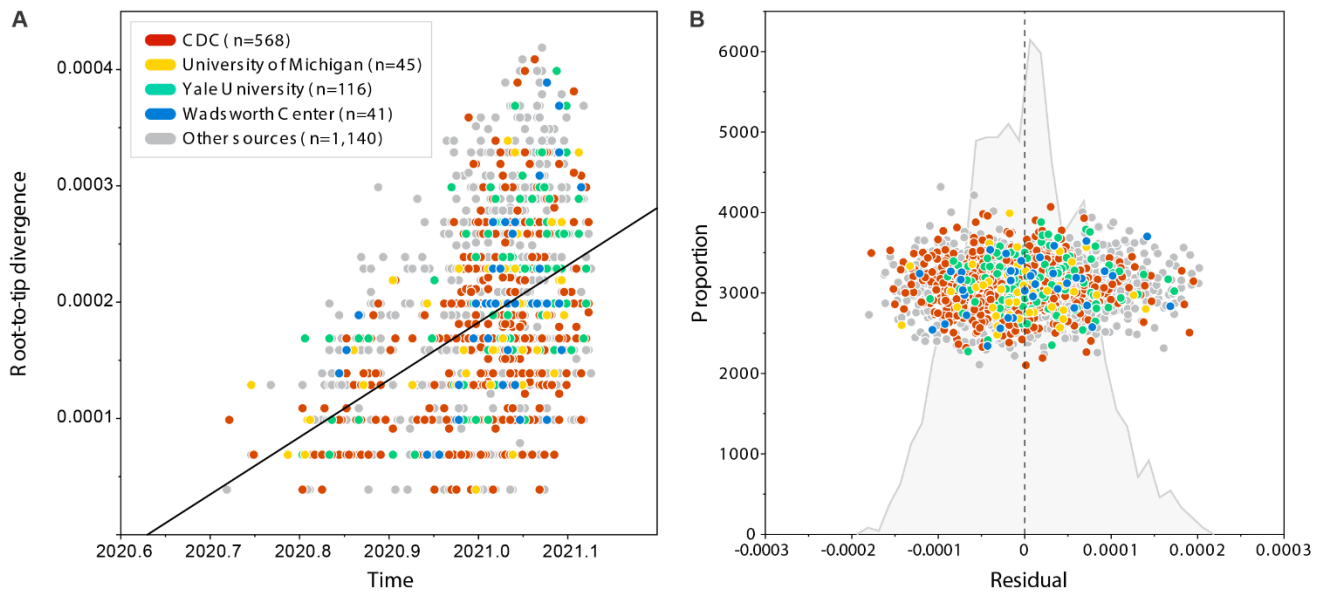 A
CDC ( n=568)
University of Michigan (n=45)
Yale University (n=116)
Wadsworth Center (n=41)
Other sources ( n=1,140)
0.0004
0.0003
0.0002
0.0001
Root-to-tip divergence
2020.6 2020.7 2020.8 2020.9 2021.0 2021.1
Time
B
6000
5000
4000
3000
2000
1000
0
Proportion
-0.0003 -0.0002 -0.0001 0 0.0001 0.0002 0.0003
Residual